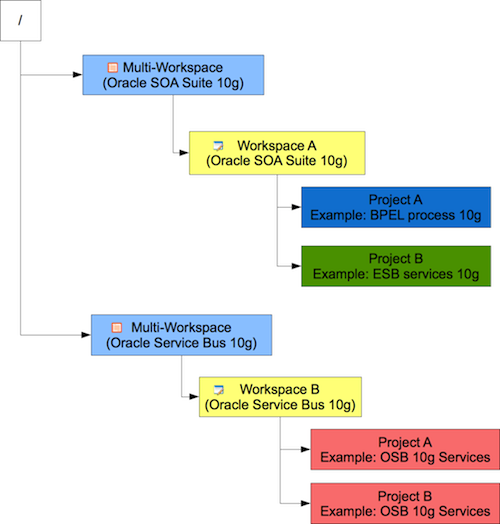 /
Multi-Workspace
(Oracle SOA Suite 10g)
Workspace A
(Oracle SOA Suite 10g)
Project A
Example: BPEL process 10g
Project B
Example: ESB services 10g
Multi-Workspace
(Oracle Service Bus 10g)
Workspace B
(Oracle Service Bus 10g)
Project A
Example: OSB 10g Services
Project B
Example: OSB 10g Services